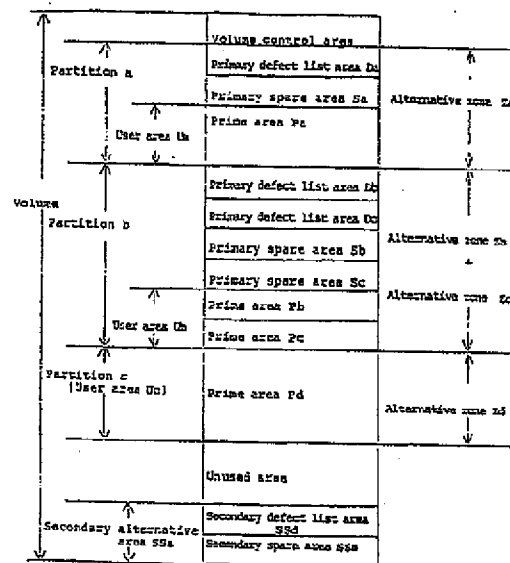 Volume control area
Primary defect list area Da
Partition a
Primary spare area Sa
Alternative zone Za
Prime area Pa
User area Ua
Primary defect list area Db
Volume
Primary defect list area Dc
Partition b
Primary spare area Sb
Alternative zone Zb
+
Primary spare area Sc
Alternative zone Zc
Prime area Pb
User area Ub
Prime area Pc
Partition c
(User area Uc)
Prime area Pd
Alternative zone Zd
Unused area
Secondary defect list area
SSd
Secondary alternative
area SSa
Secondary spare area SSs